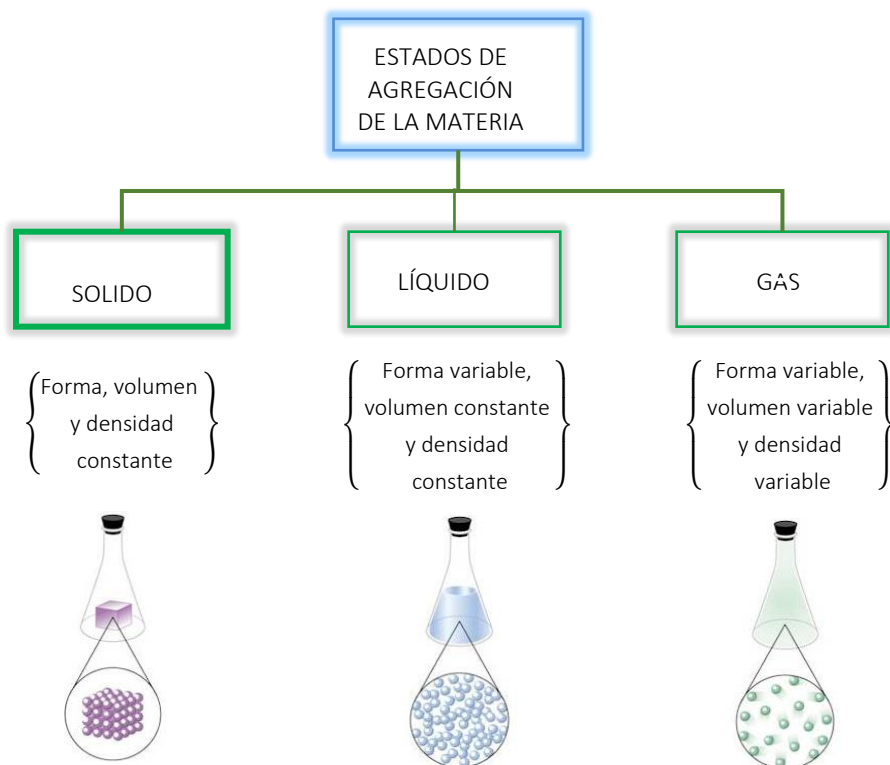 ESTADOS DE
AGREGACIÓN
DE LA MATERIA
SOLIDO
LÍQUIDO
GAS
Forma, volumen
y densidad
constante
Forma variable,
volumen constante
y densidad
constante
Forma variable,
volumen variable
y densidad
variable